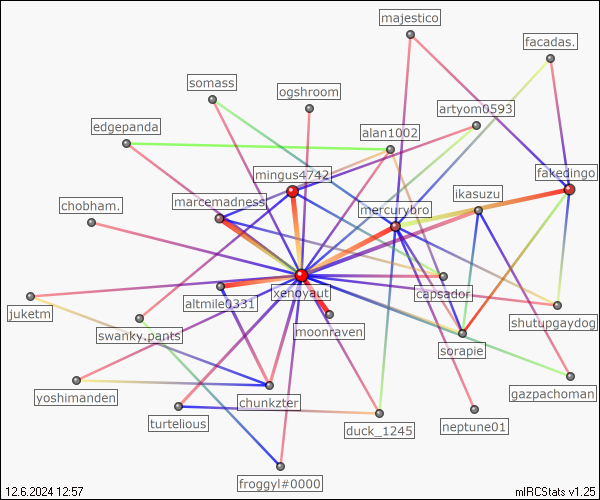 majestico
facadas.
somass
ogshroom
artyom0593
edgepanda
alan1002
mingus4742
fakedingo
marcemadness
ikasuzu
chobham.
mercurybro
xenoyaut
capsador
altmile0331
juketm
moonraven
shutupgaydog
swanky.pants
sorapie
yoshimanden
chunkzter
gazpachoman
turtelious
duck_1245
neptune01
froggyl#0000
12.6.2024 12:57
mIRCStats v1.25